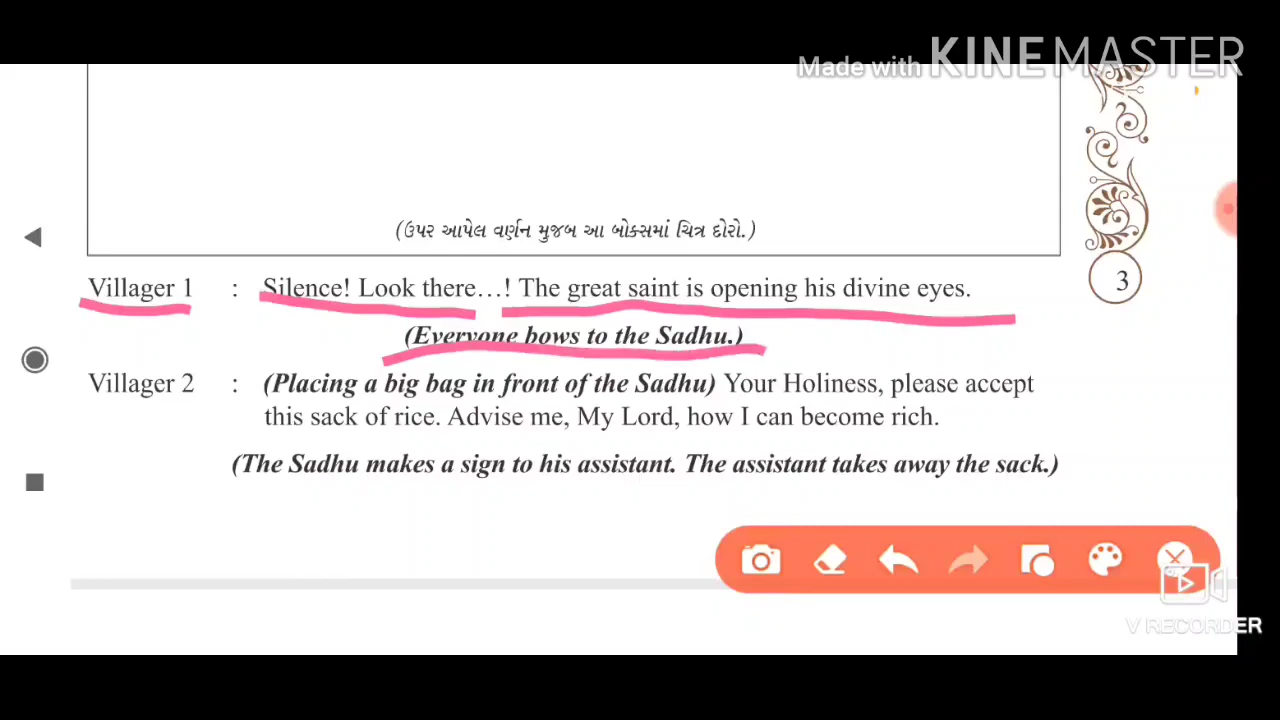 Made with KINEMASTER
(ઉપર આપેલ વર્ણન મુજબ આ બોક્સમાં ચિત્ર દોરો.)
Villager 1 : Silence! Look there…! The great saint is opening his divine eyes.
3
(Everyone bows to the Sadhu.)
Villager 2 : (Placing a big bag in front of the Sadhu) Your Holiness, please accept
this sack of rice. Advise me, My Lord, how I can become rich.
(The Sadhu makes a sign to his assistant. The assistant takes away the sack.)
V RECORDER